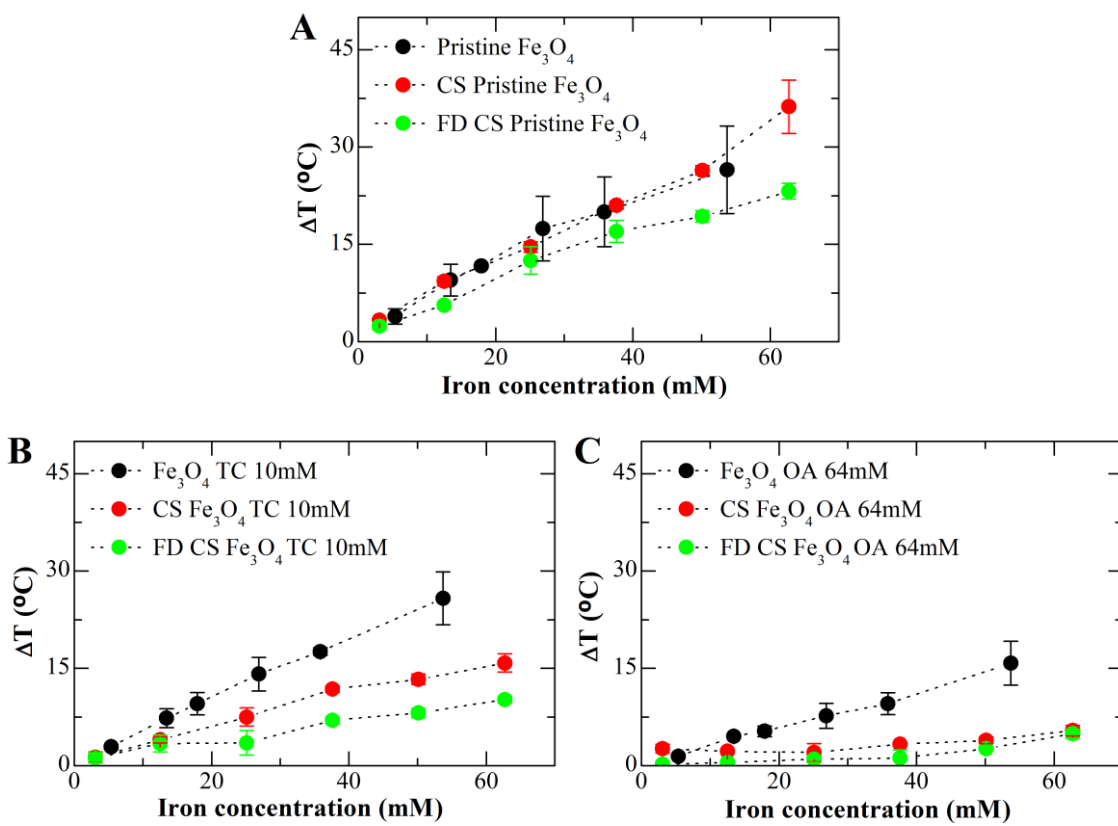 A
45
30
15
0
ΔT (ºC)
Pristine Fe₃O₄
CS Pristine Fe₃O₄
FD CS Pristine Fe₃O₄
0 20 40 60
Iron concentration (mM)
B
45
30
15
0
ΔT (ºC)
Fe₃O₄ TC 10mM
CS Fe₃O₄ TC 10mM
FD CS Fe₃O₄ TC 10mM
0 20 40 60
Iron concentration (mM)
C
45
30
15
0
ΔT (ºC)
Fe₃O₄ OA 64mM
CS Fe₃O₄ OA 64mM
FD CS Fe₃O₄ OA 64mM
0 20 40 60
Iron concentration (mM)